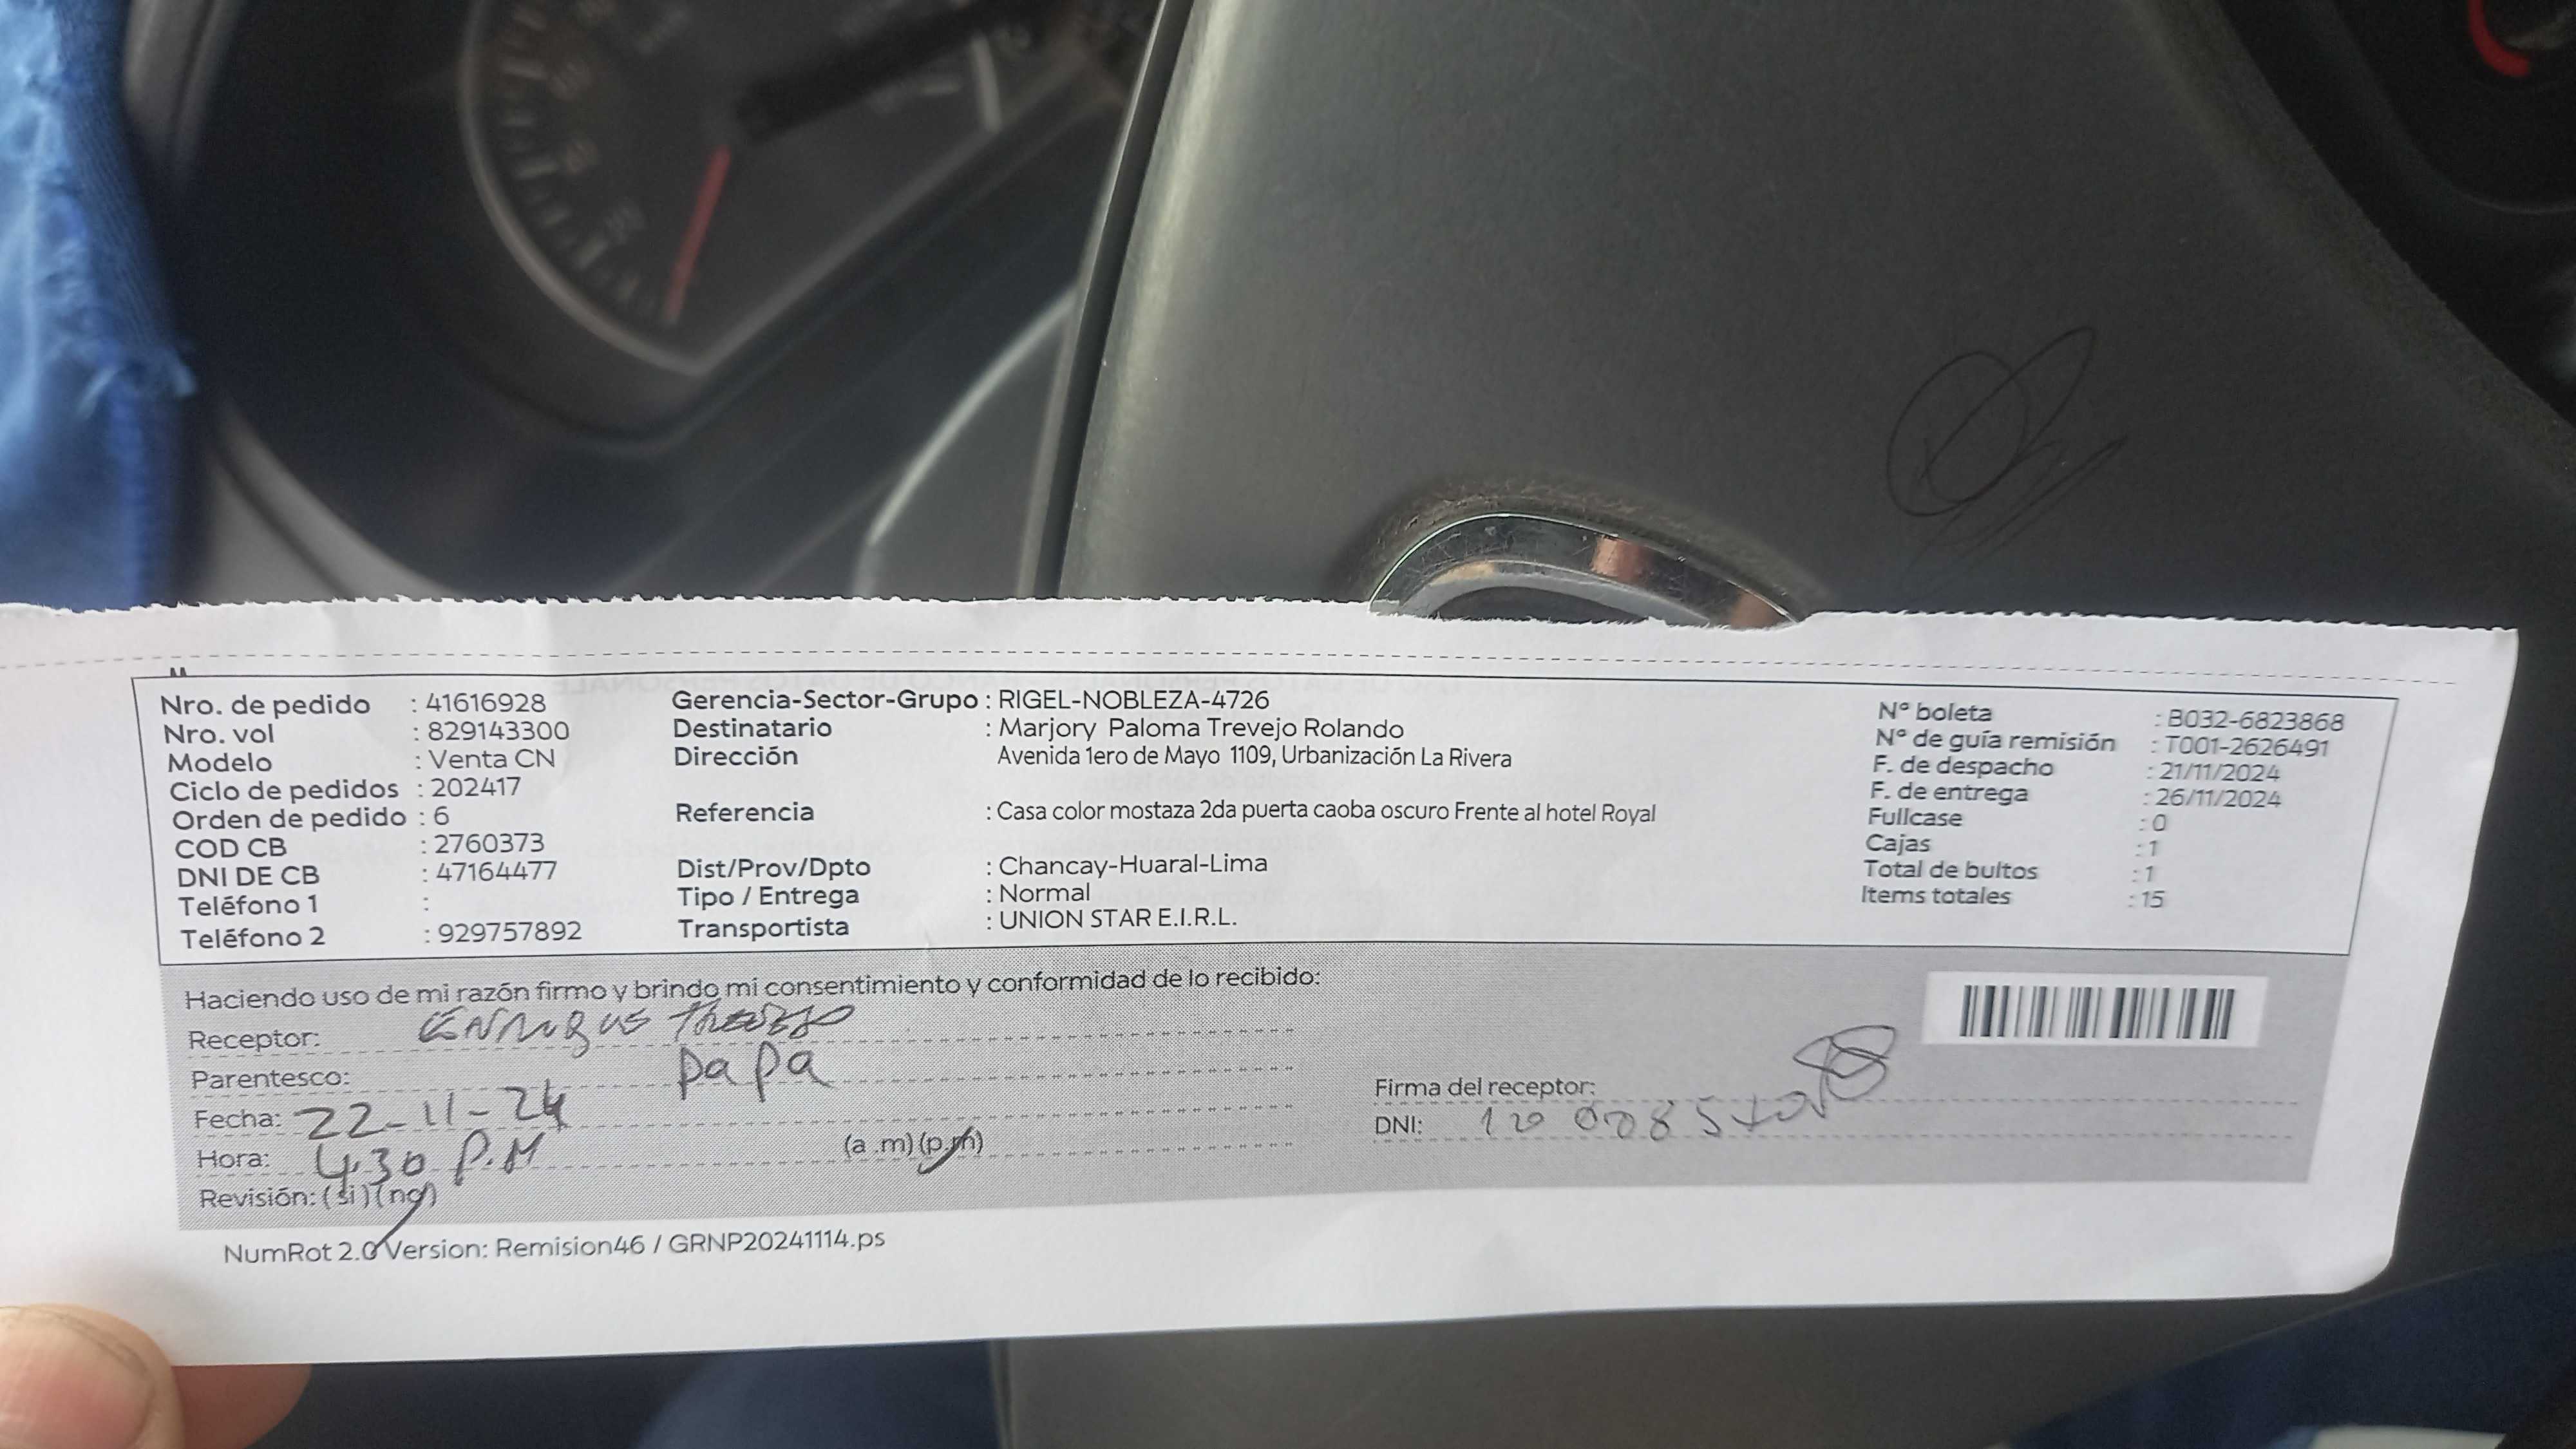 Nro. de pedido : 41616928
Nro. vol : 829143300
Modelo : Venta CN
Ciclo de pedidos : 202417
Orden de pedido : 6
COD CB : 2760373
DNI DE CB : 47164477
Teléfono 1 :
Teléfono 2 : 929757892
Gerencia-Sector-Grupo : RIGEL-NOBLEZA-4726
Destinatario : Marjory Paloma Trevejo Rolando
Dirección Avenida 1ero de Mayo 1109, Urbanización La Rivera
Referencia : Casa color mostaza 2da puerta caoba oscuro Frente al hotel Royal
Dist/Prov/Dpto : Chancay-Huaral-Lima
Tipo / Entrega : Normal
Transportista : UNION STAR E.I.R.L.
N° boleta : B032-6823868
N° de guía remisión : T001-2626491
F. de despacho : 21/11/2024
F. de entrega : 26/11/2024
Fullcase : 0
Cajas : 1
Total de bultos : 1
Items totales : 15
Haciendo uso de mi razón firmo y brindo mi consentimiento y conformidad de lo recibido:
Receptor: Enrique Trevejo
Parentesco: papa
Fecha: 22-11-24
Hora: 4.30 P.M (a .m) (p.m)
Revisión: (si) (no)
Firma del receptor:
DNI:
NumRot 2.0 Version: Remision46 / GRNP20241114.ps